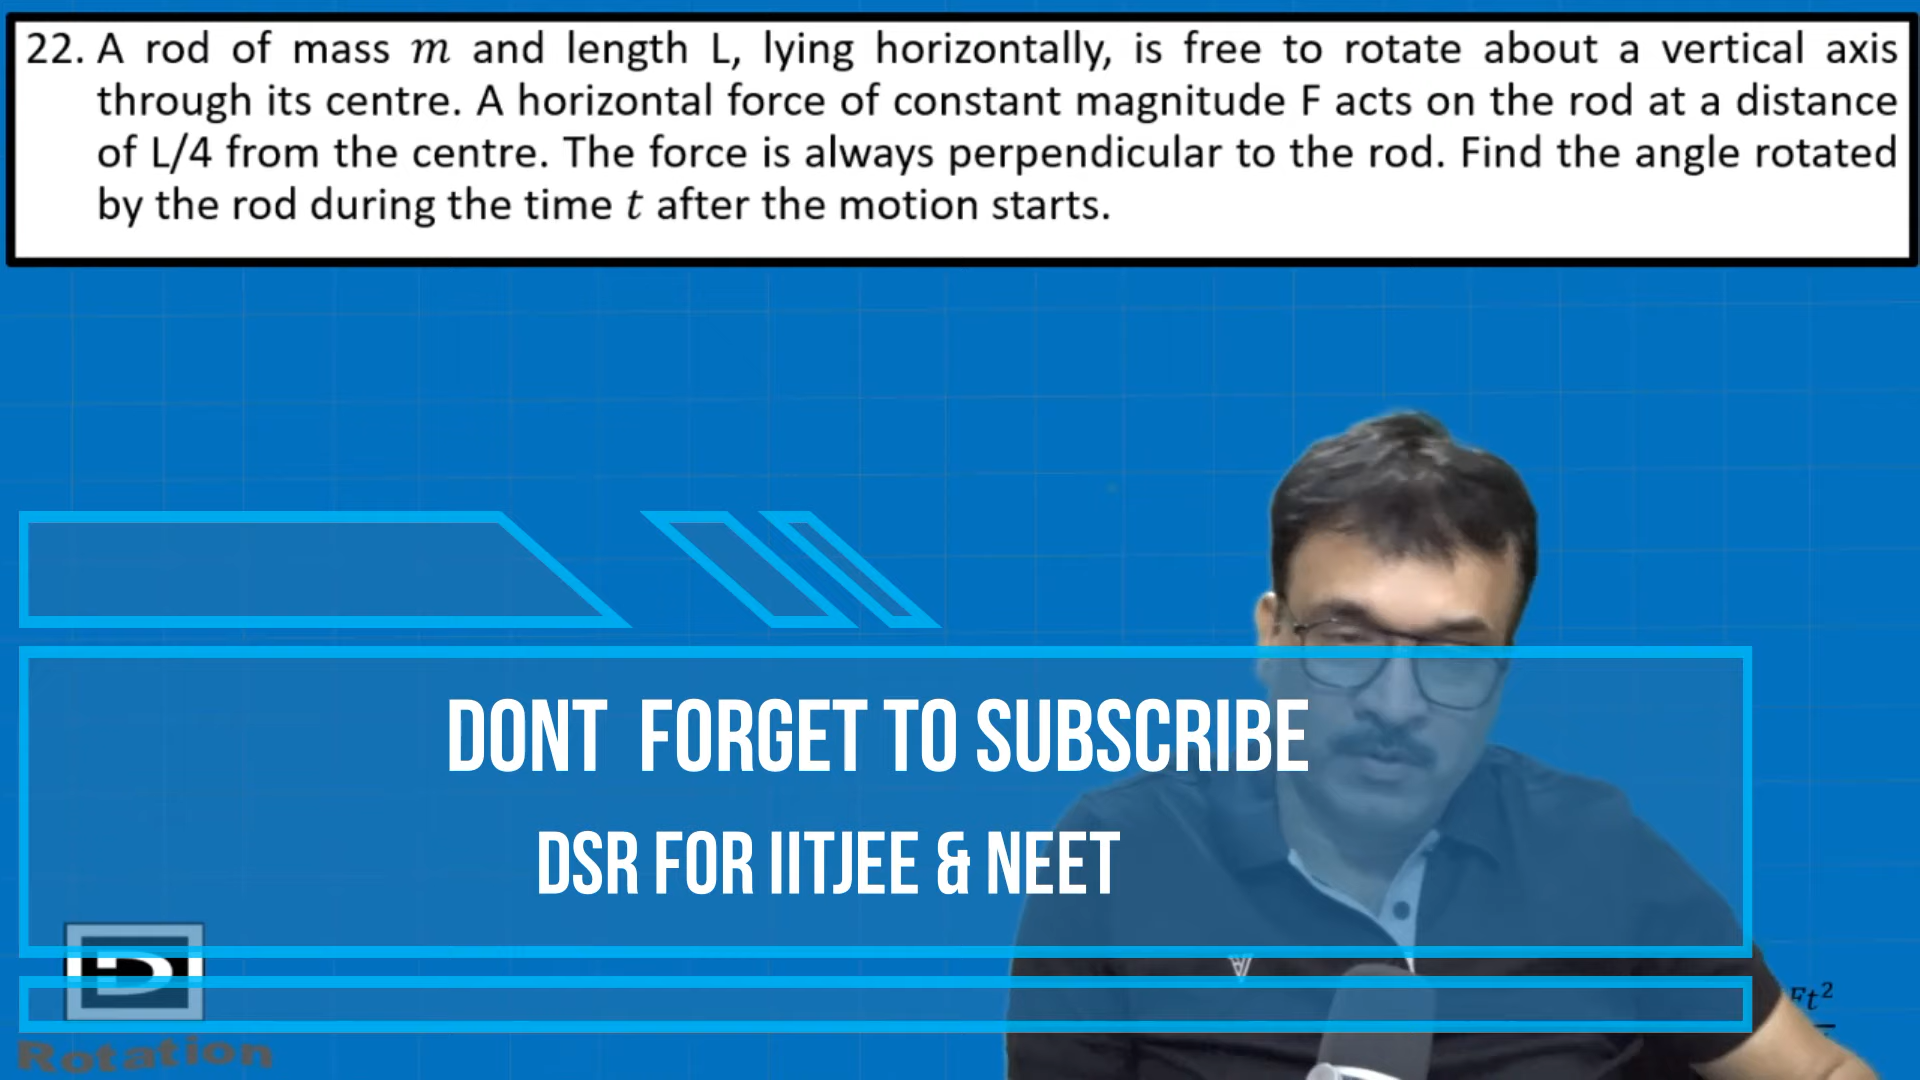 22. A rod of mass m and length L, lying horizontally, is free to rotate about a vertical axis
through its centre. A horizontal force of constant magnitude F acts on the rod at a distance
of L/4 from the centre. The force is always perpendicular to the rod. Find the angle rotated
by the rod during the time t after the motion starts.
DONT FORGET TO SUBSCRIBE
DSR FOR IITJEE & NEET
D
Ft²
Rotation